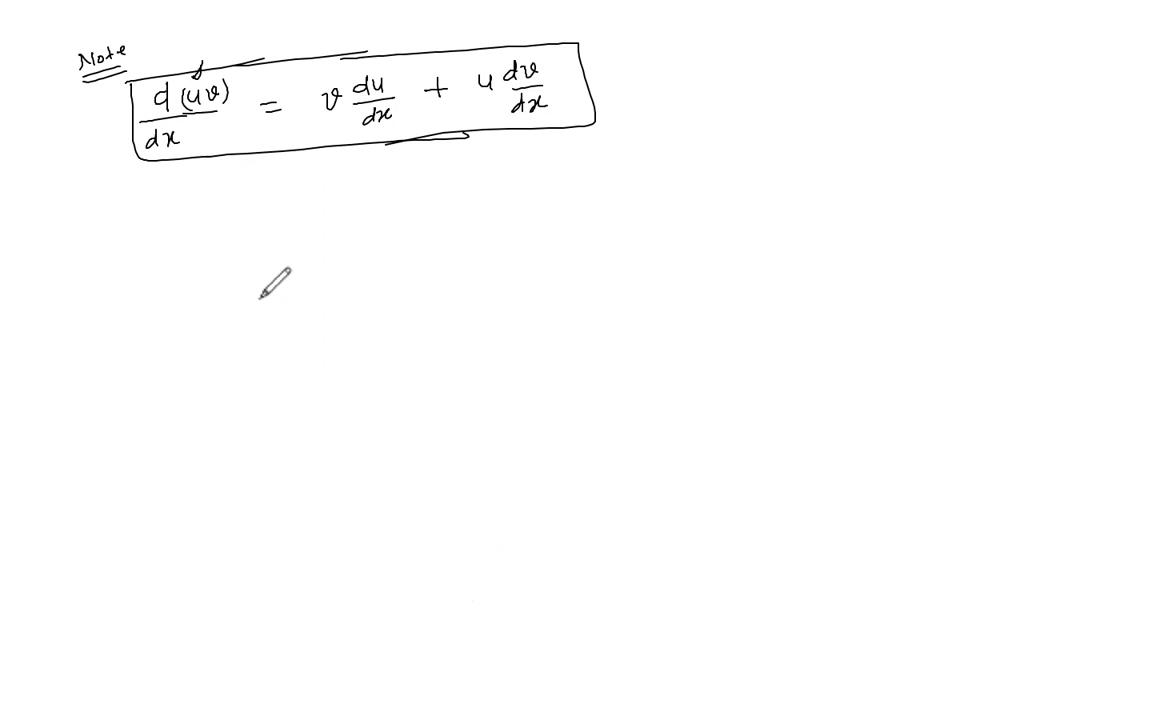 Note
d(uv)/dx = v du/dx + u dv/dx